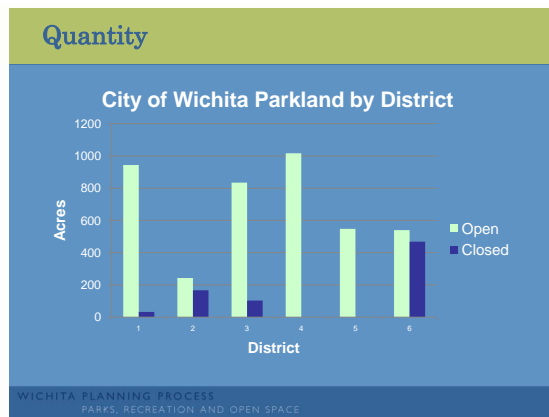 Quantity
City of Wichita Parkland by District
1200
1000
800
600
400
200
0
Acres
1 2 3 4 5 6
District
Open
Closed
WICHITA PLANNING PROCESS
PARKS, RECREATION AND OPEN SPACE